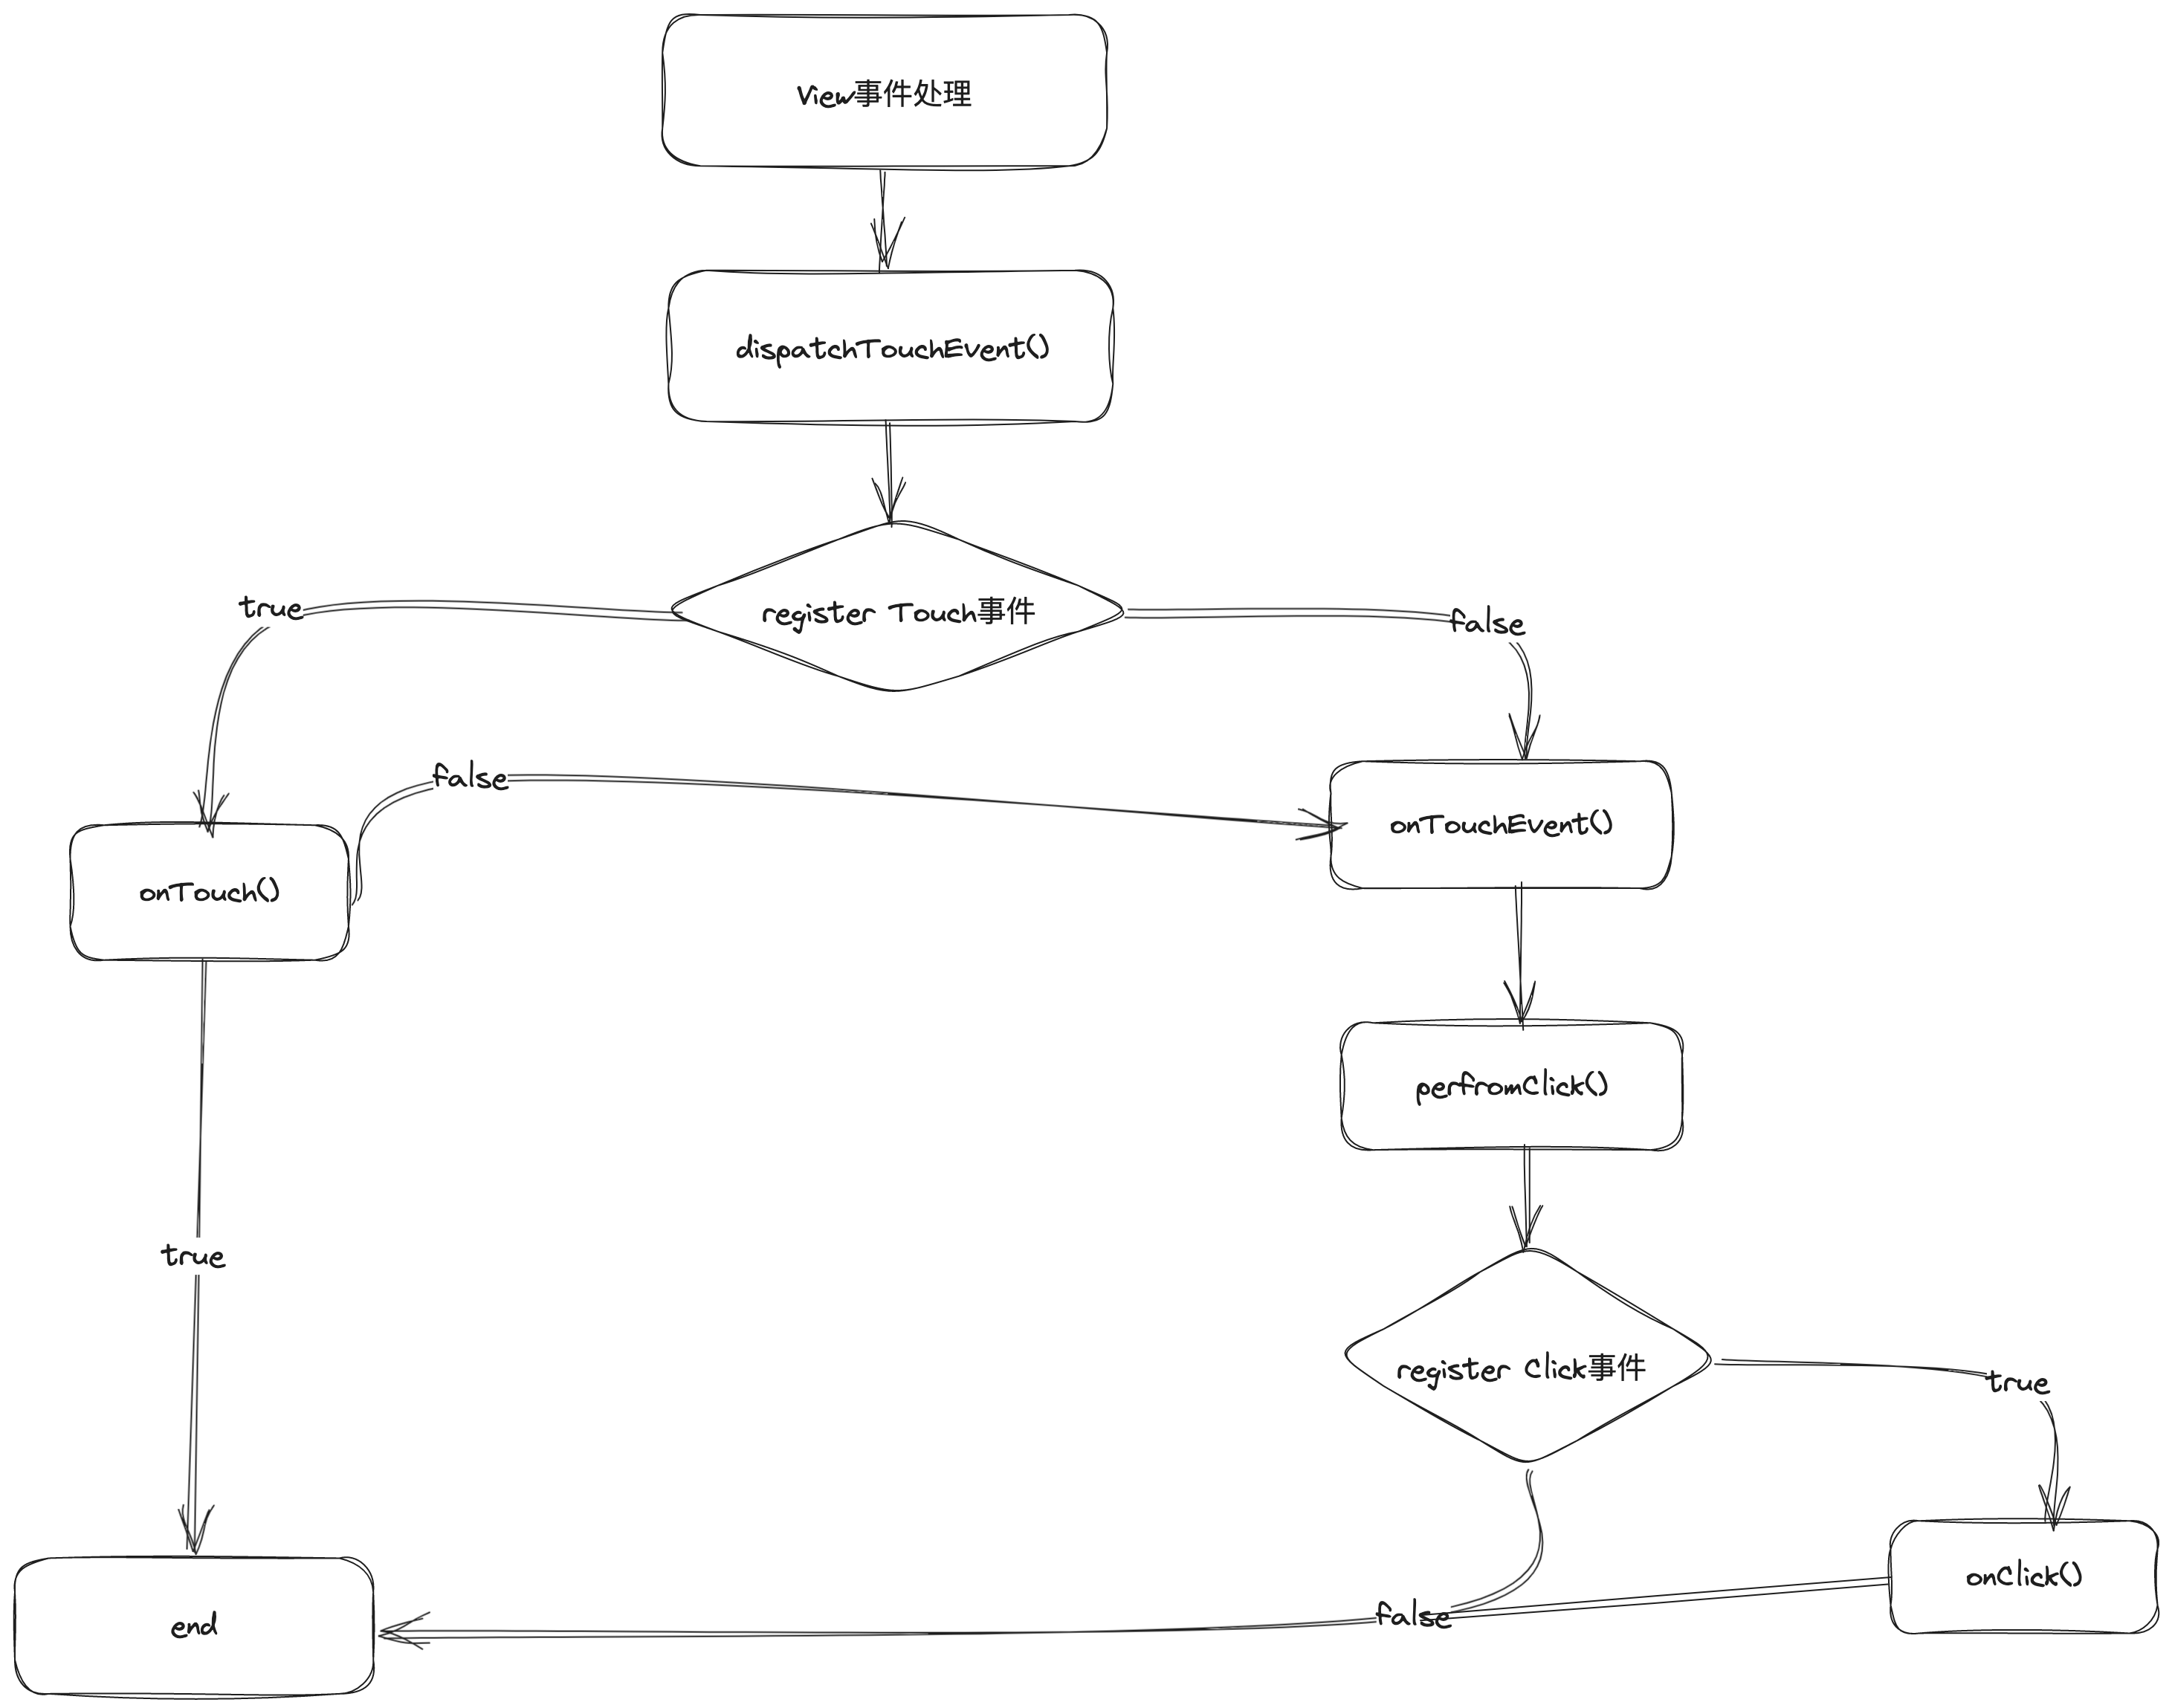 View事件处理
dispatchTouchEvent()
register Touch事件
true
false
false
onTouchEvent()
onTouch()
perfromClick()
true
register Click事件
true
onClick()
false
end